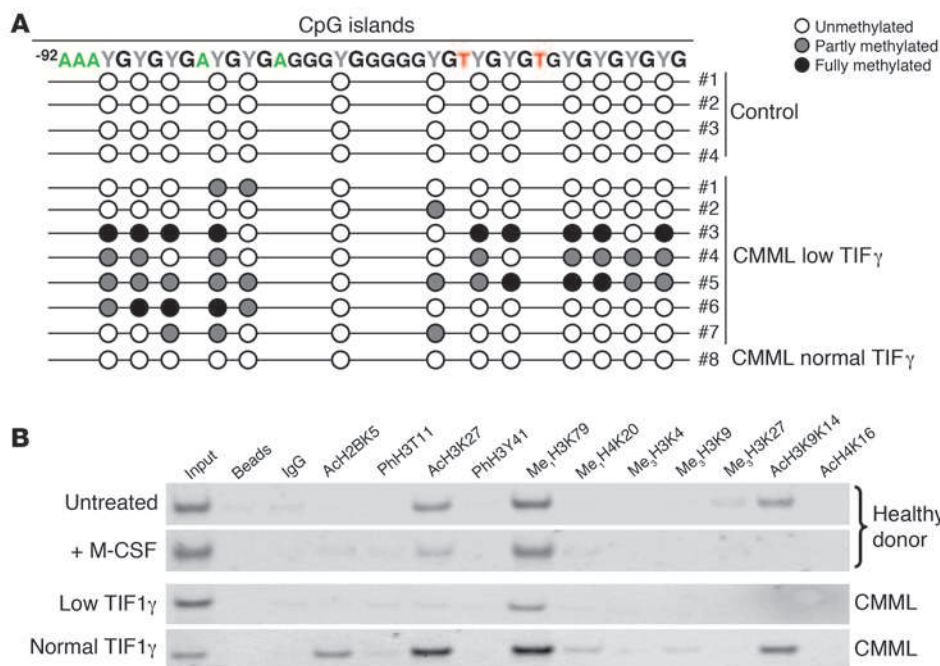 A
CpG islands
-92AAAYGYGYGAYGYGAGGGYGGGGGYGTYGYGTGYGYGYGYG
Unmethylated
Partly methylated
Fully methylated
#1
#2
#3
#4
Control
#1
#2
#3
#4
#5
#6
#7
CMML low TIFγ
#8 CMML normal TIFγ
B
Input Beads IgG AcH2BK5 PhH3T11 AcH3K27 PhH3Y41 Me₁H3K79 Me₁H4K20 Me₃H3K4 Me₃H3K9 Me₃H3K27 AcH3K9K14 AcH4K16
Untreated
+ M-CSF
Healthy
donor
Low TIF1γ CMML
Normal TIF1γ CMML